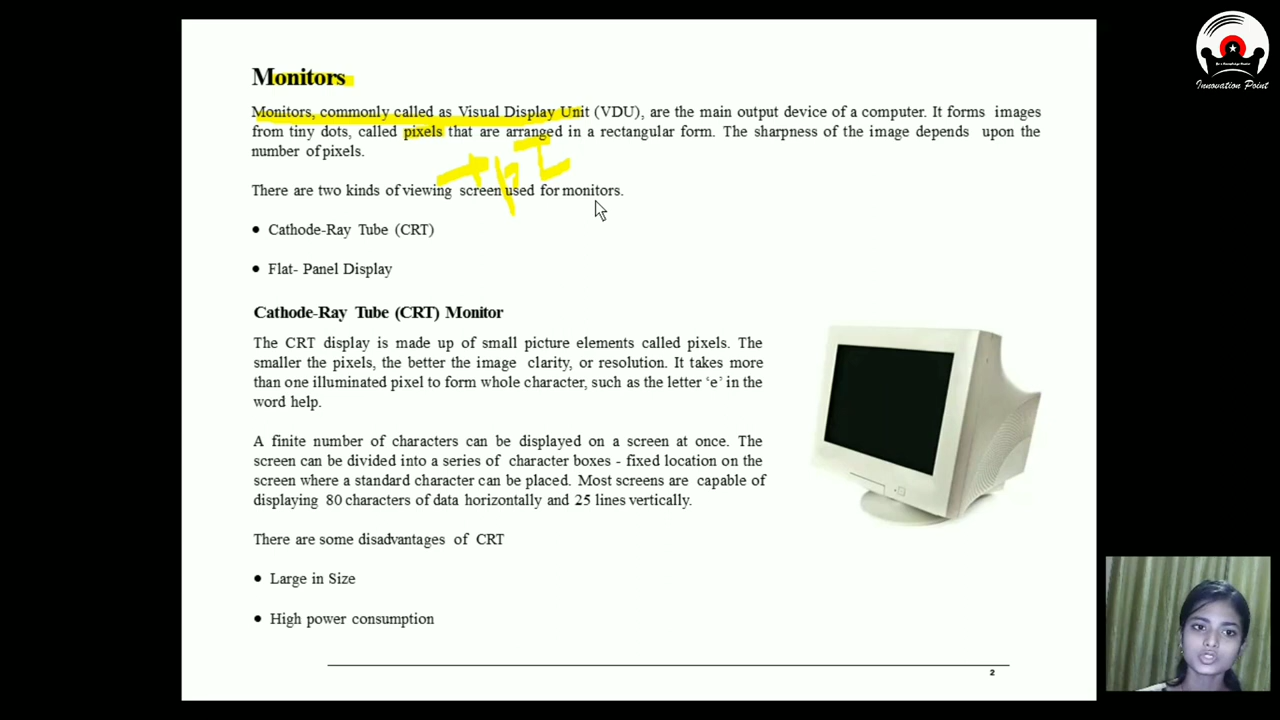 Monitors
Monitors, commonly called as Visual Display Unit (VDU), are the main output device of a computer. It forms images
from tiny dots, called pixels that are arranged in a rectangular form. The sharpness of the image depends upon the
number of pixels.
There are two kinds of viewing screen used for monitors.
• Cathode-Ray Tube (CRT)
• Flat- Panel Display
Cathode-Ray Tube (CRT) Monitor
The CRT display is made up of small picture elements called pixels. The
smaller the pixels, the better the image clarity, or resolution. It takes more
than one illuminated pixel to form whole character, such as the letter ‘e’ in the
word help.
A finite number of characters can be displayed on a screen at once. The
screen can be divided into a series of character boxes - fixed location on the
screen where a standard character can be placed. Most screens are capable of
displaying 80 characters of data horizontally and 25 lines vertically.
There are some disadvantages of CRT
• Large in Size
• High power consumption
2
Innovation Point